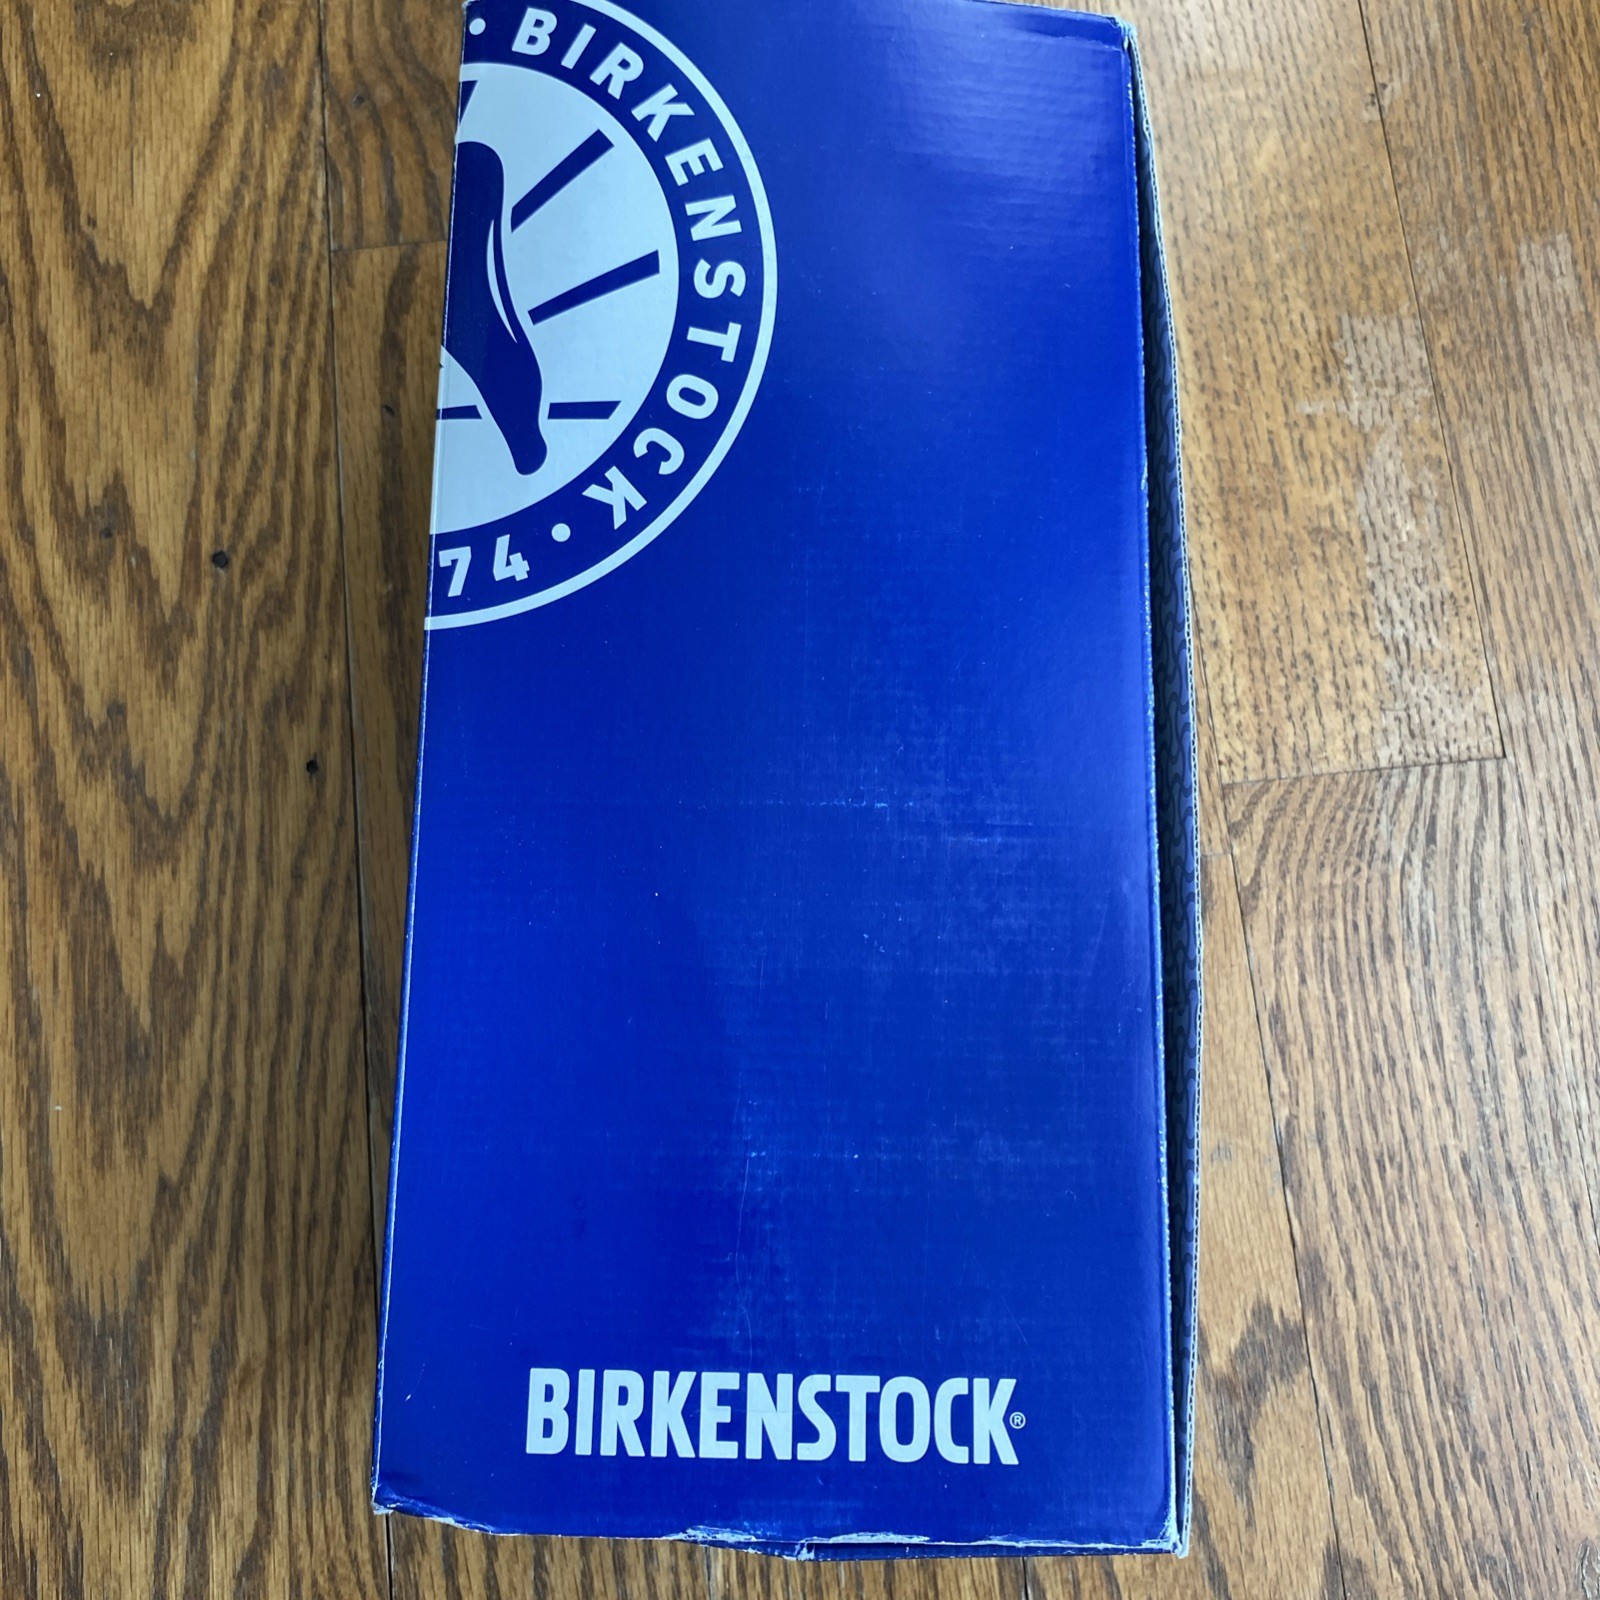 • BIRKENSTOCK • 74
BIRKENSTOCK®